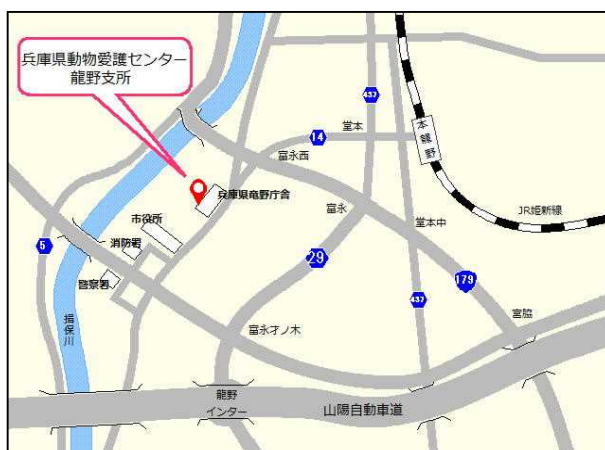 兵庫県動物愛護センター
龍野支所
437
14
堂本
本龍野
富永西
兵庫県竜野庁舎
JR姫新線
富永
市役所
堂本中
消防署
5
29
179
警察署
437
揖保川
宮脇
富永才ノ木
龍野
インター
山陽自動車道